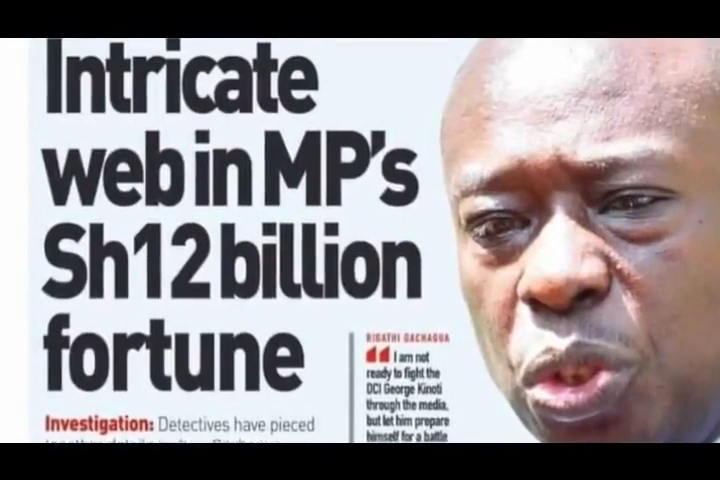 Intricate
web in MP's
Sh12 billion
fortune
Investigation: Detectives have pieced
RIGATHI GACHAGUA
I am not
ready to fight the
DCI George Kinoti
through the media,
but let him prepare
himself for a battle